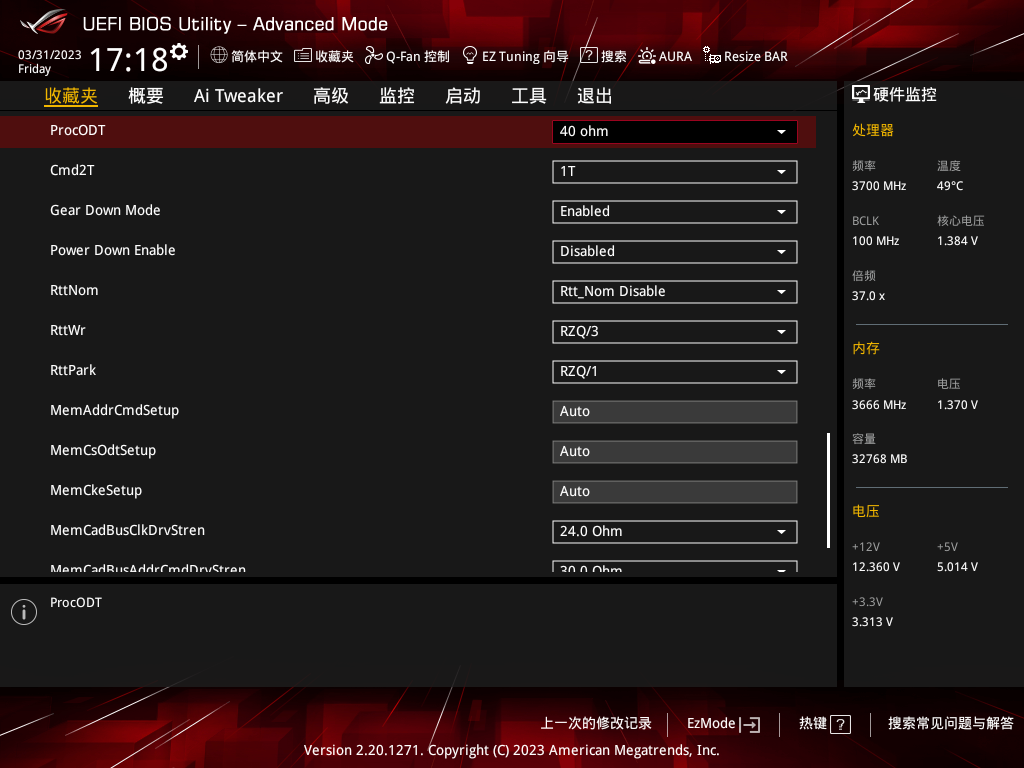 UEFI BIOS Utility – Advanced Mode
03/31/2023
Friday
17:18
简体中文 收藏夹 Q-Fan 控制 EZ Tuning 向导 ? 搜索 AURA Resize BAR
收藏夹 概要 Ai Tweaker 高级 监控 启动 工具 退出
ProcODT 40 ohm
Cmd2T 1T
Gear Down Mode Enabled
Power Down Enable Disabled
RttNom Rtt_Nom Disable
RttWr RZQ/3
RttPark RZQ/1
MemAddrCmdSetup Auto
MemCsOdtSetup Auto
MemCkeSetup Auto
MemCadBusClkDrvStren 24.0 Ohm
MemCadBusAddrCmdDrvStren 30.0 Ohm
ProcODT
硬件监控
处理器
频率 温度
3700 MHz 49°C
BCLK 核心电压
100 MHz 1.384 V
倍频
37.0 x
内存
频率 电压
3666 MHz 1.370 V
容量
32768 MB
电压
+12V +5V
12.360 V 5.014 V
+3.3V
3.313 V
上一次的修改记录 EzMode 热键 ? 搜索常见问题与解答
Version 2.20.1271. Copyright (C) 2023 American Megatrends, Inc.